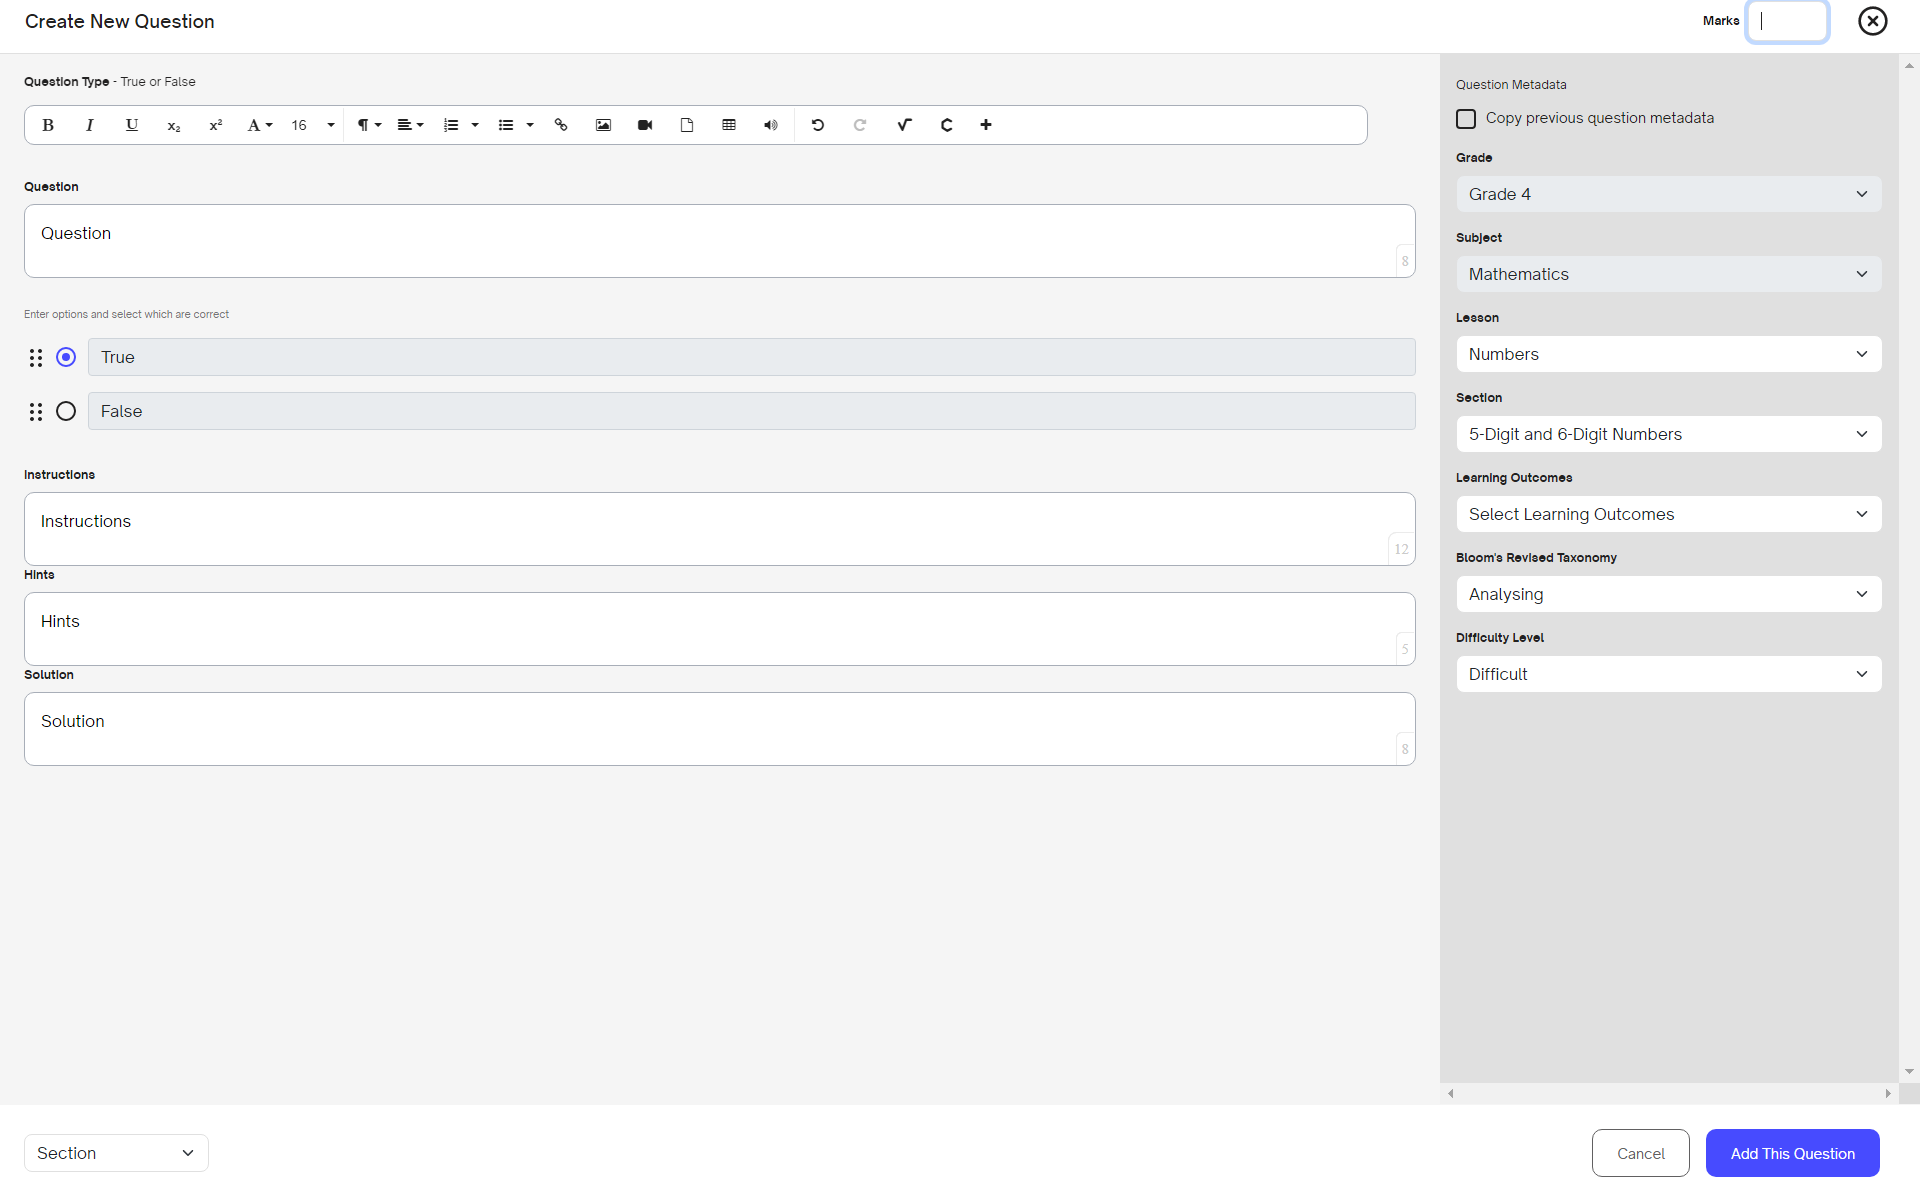 Create New Question
Marks
Question Type - True or False
B I U x₂ x² A 16
Question
Question
8
Enter options and select which are correct
True
False
Instructions
Instructions
12
Hints
Hints
5
Solution
Solution
8
Question Metadata
Copy previous question metadata
Grade
Grade 4
Subject
Mathematics
Lesson
Numbers
Section
5-Digit and 6-Digit Numbers
Learning Outcomes
Select Learning Outcomes
Bloom's Revised Taxonomy
Analysing
Difficulty Level
Difficult
Section
Cancel
Add This Question